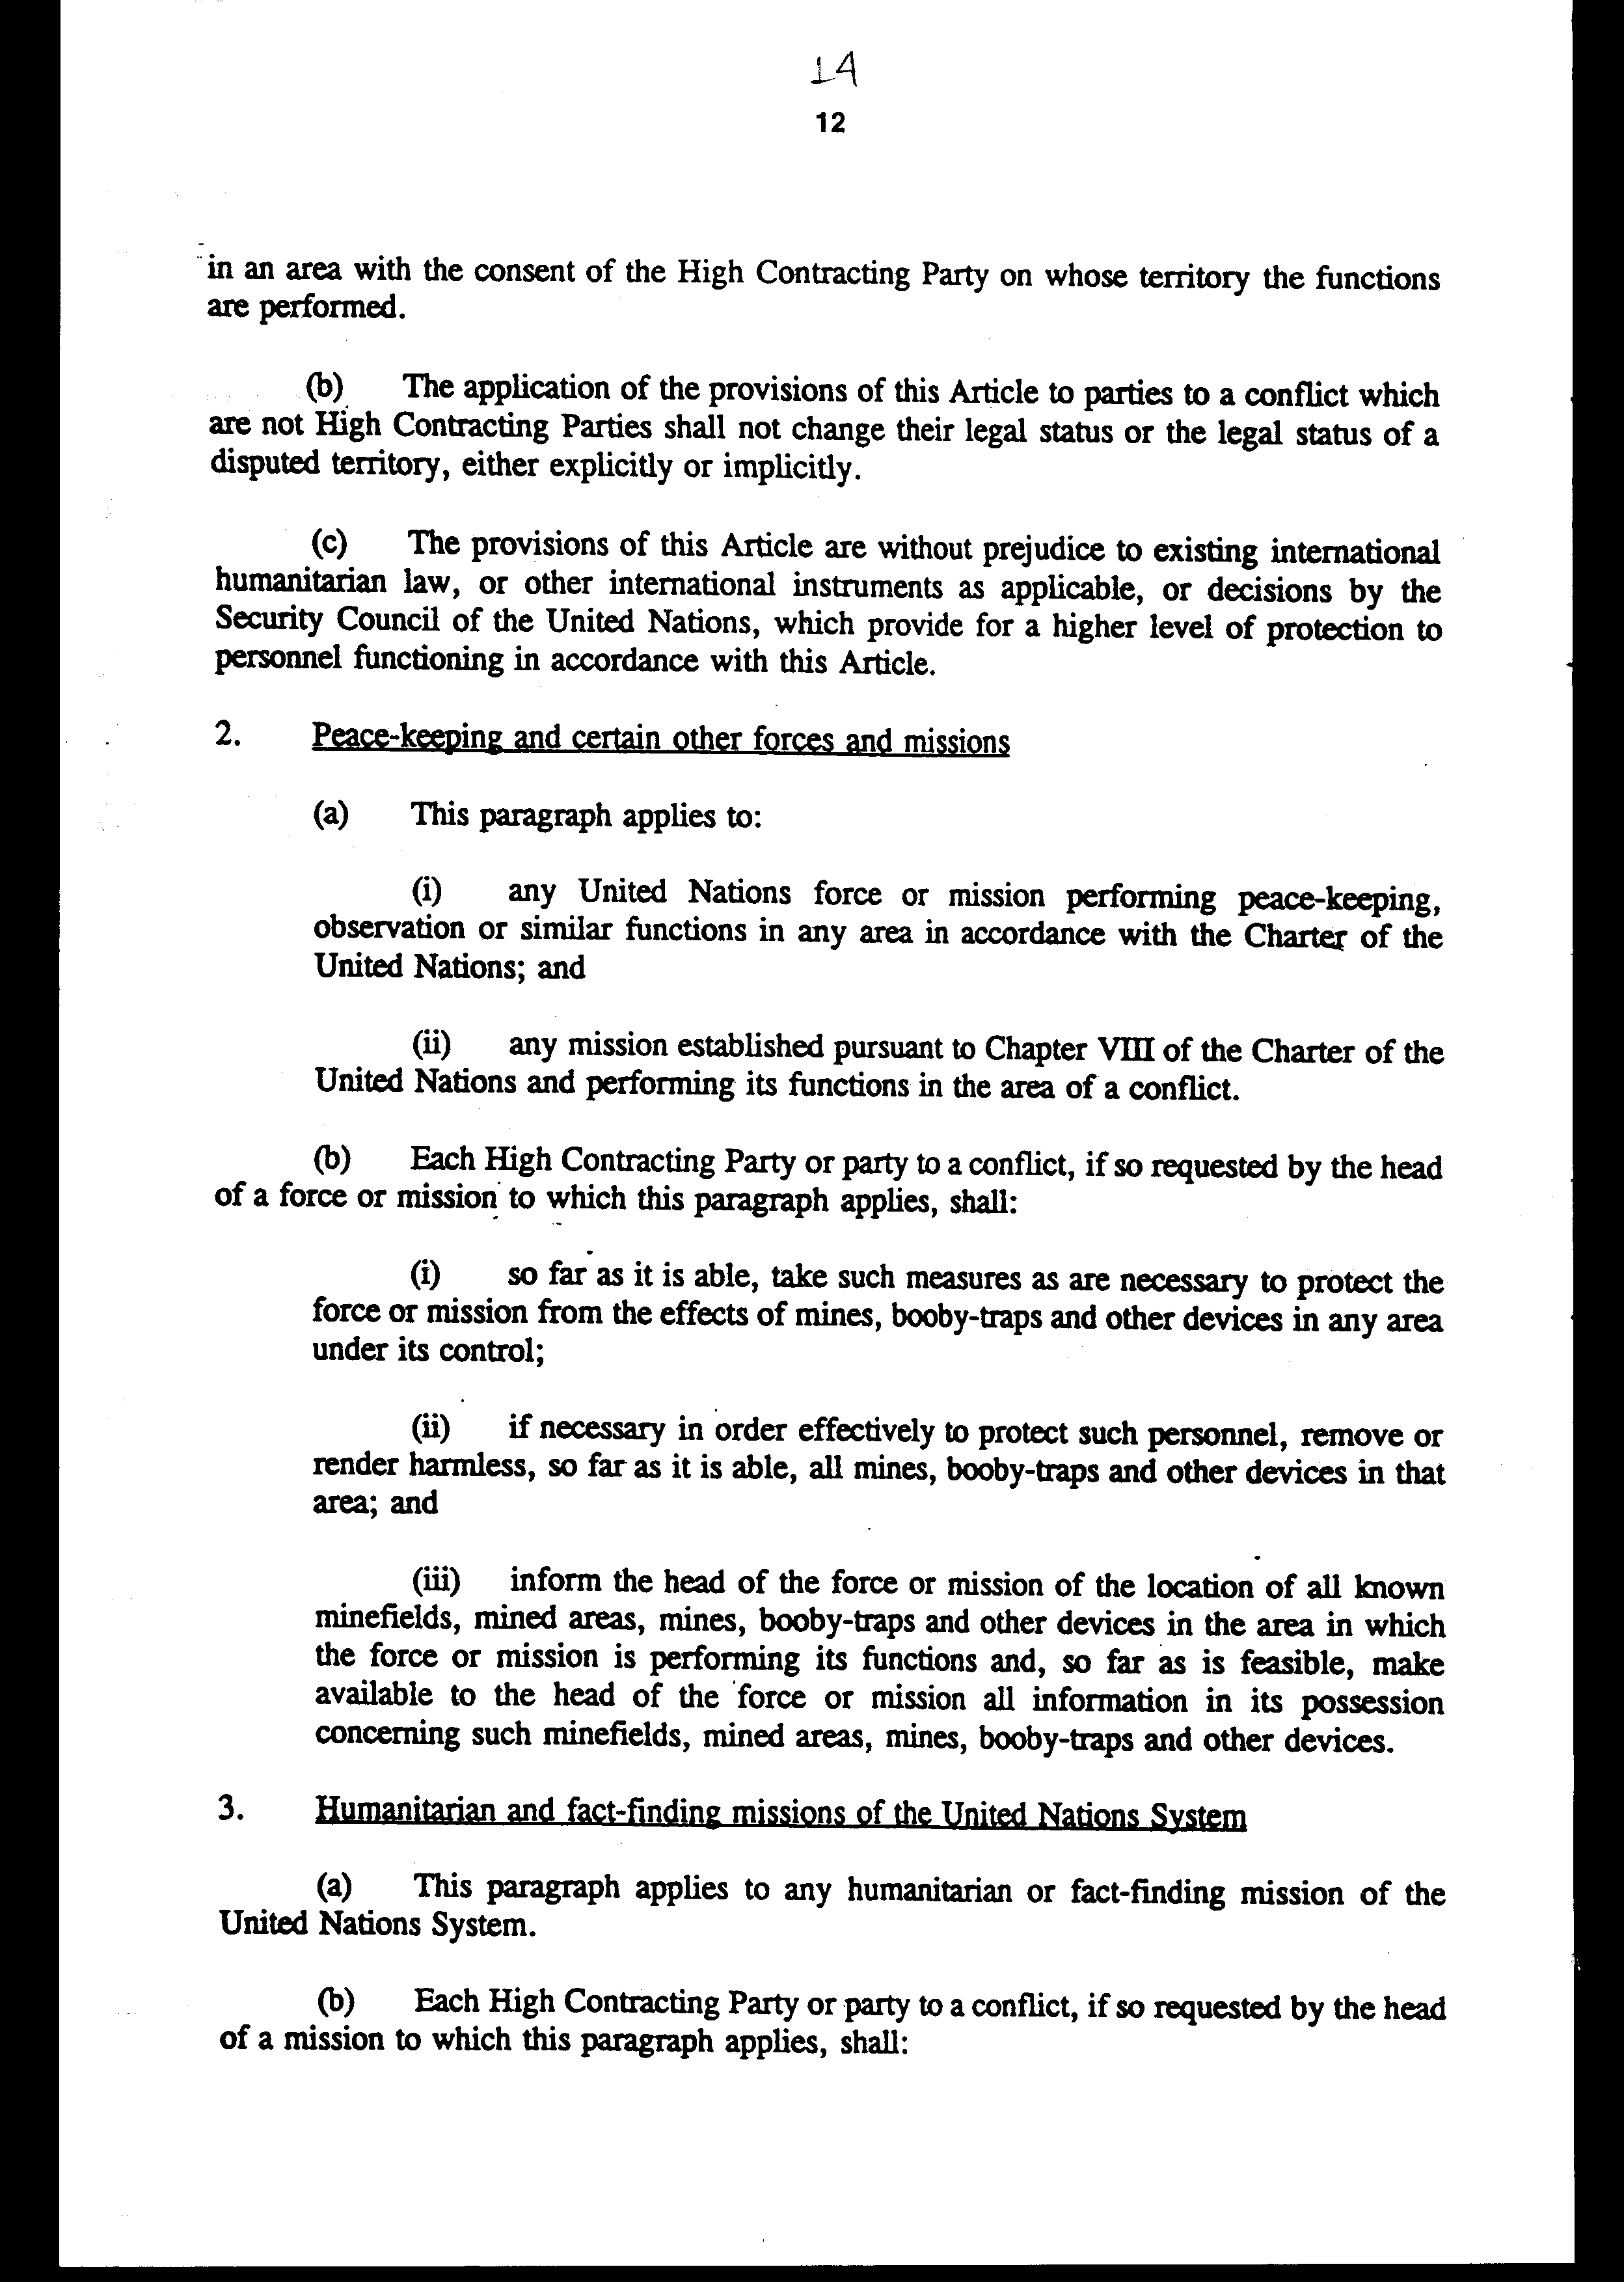 14
12
in an area with the consent of the High Contracting Party on whose territory the functions
are performed.
(b) The application of the provisions of this Article to parties to a conflict which
are not High Contracting Parties shall not change their legal status or the legal status of a
disputed territory, either explicitly or implicitly.
(c) The provisions of this Article are without prejudice to existing international
humanitarian law, or other international instruments as applicable, or decisions by the
Security Council of the United Nations, which provide for a higher level of protection to
personnel functioning in accordance with this Article.
2. Peace-keeping and certain other forces and missions
(a) This paragraph applies to:
(i) any United Nations force or mission performing peace-keeping,
observation or similar functions in any area in accordance with the Charter of the
United Nations; and
(ii) any mission established pursuant to Chapter VIII of the Charter of the
United Nations and performing its functions in the area of a conflict.
(b) Each High Contracting Party or party to a conflict, if so requested by the head
of a force or mission to which this paragraph applies, shall:
(i) so far as it is able, take such measures as are necessary to protect the
force or mission from the effects of mines, booby-traps and other devices in any area
under its control;
(ii) if necessary in order effectively to protect such personnel, remove or
render harmless, so far as it is able, all mines, booby-traps and other devices in that
area; and
(iii) inform the head of the force or mission of the location of all known
minefields, mined areas, mines, booby-traps and other devices in the area in which
the force or mission is performing its functions and, so far as is feasible, make
available to the head of the force or mission all information in its possession
concerning such minefields, mined areas, mines, booby-traps and other devices.
3. Humanitarian and fact-finding missions of the United Nations System
(a) This paragraph applies to any humanitarian or fact-finding mission of the
United Nations System.
(b) Each High Contracting Party or party to a conflict, if so requested by the head
of a mission to which this paragraph applies, shall: